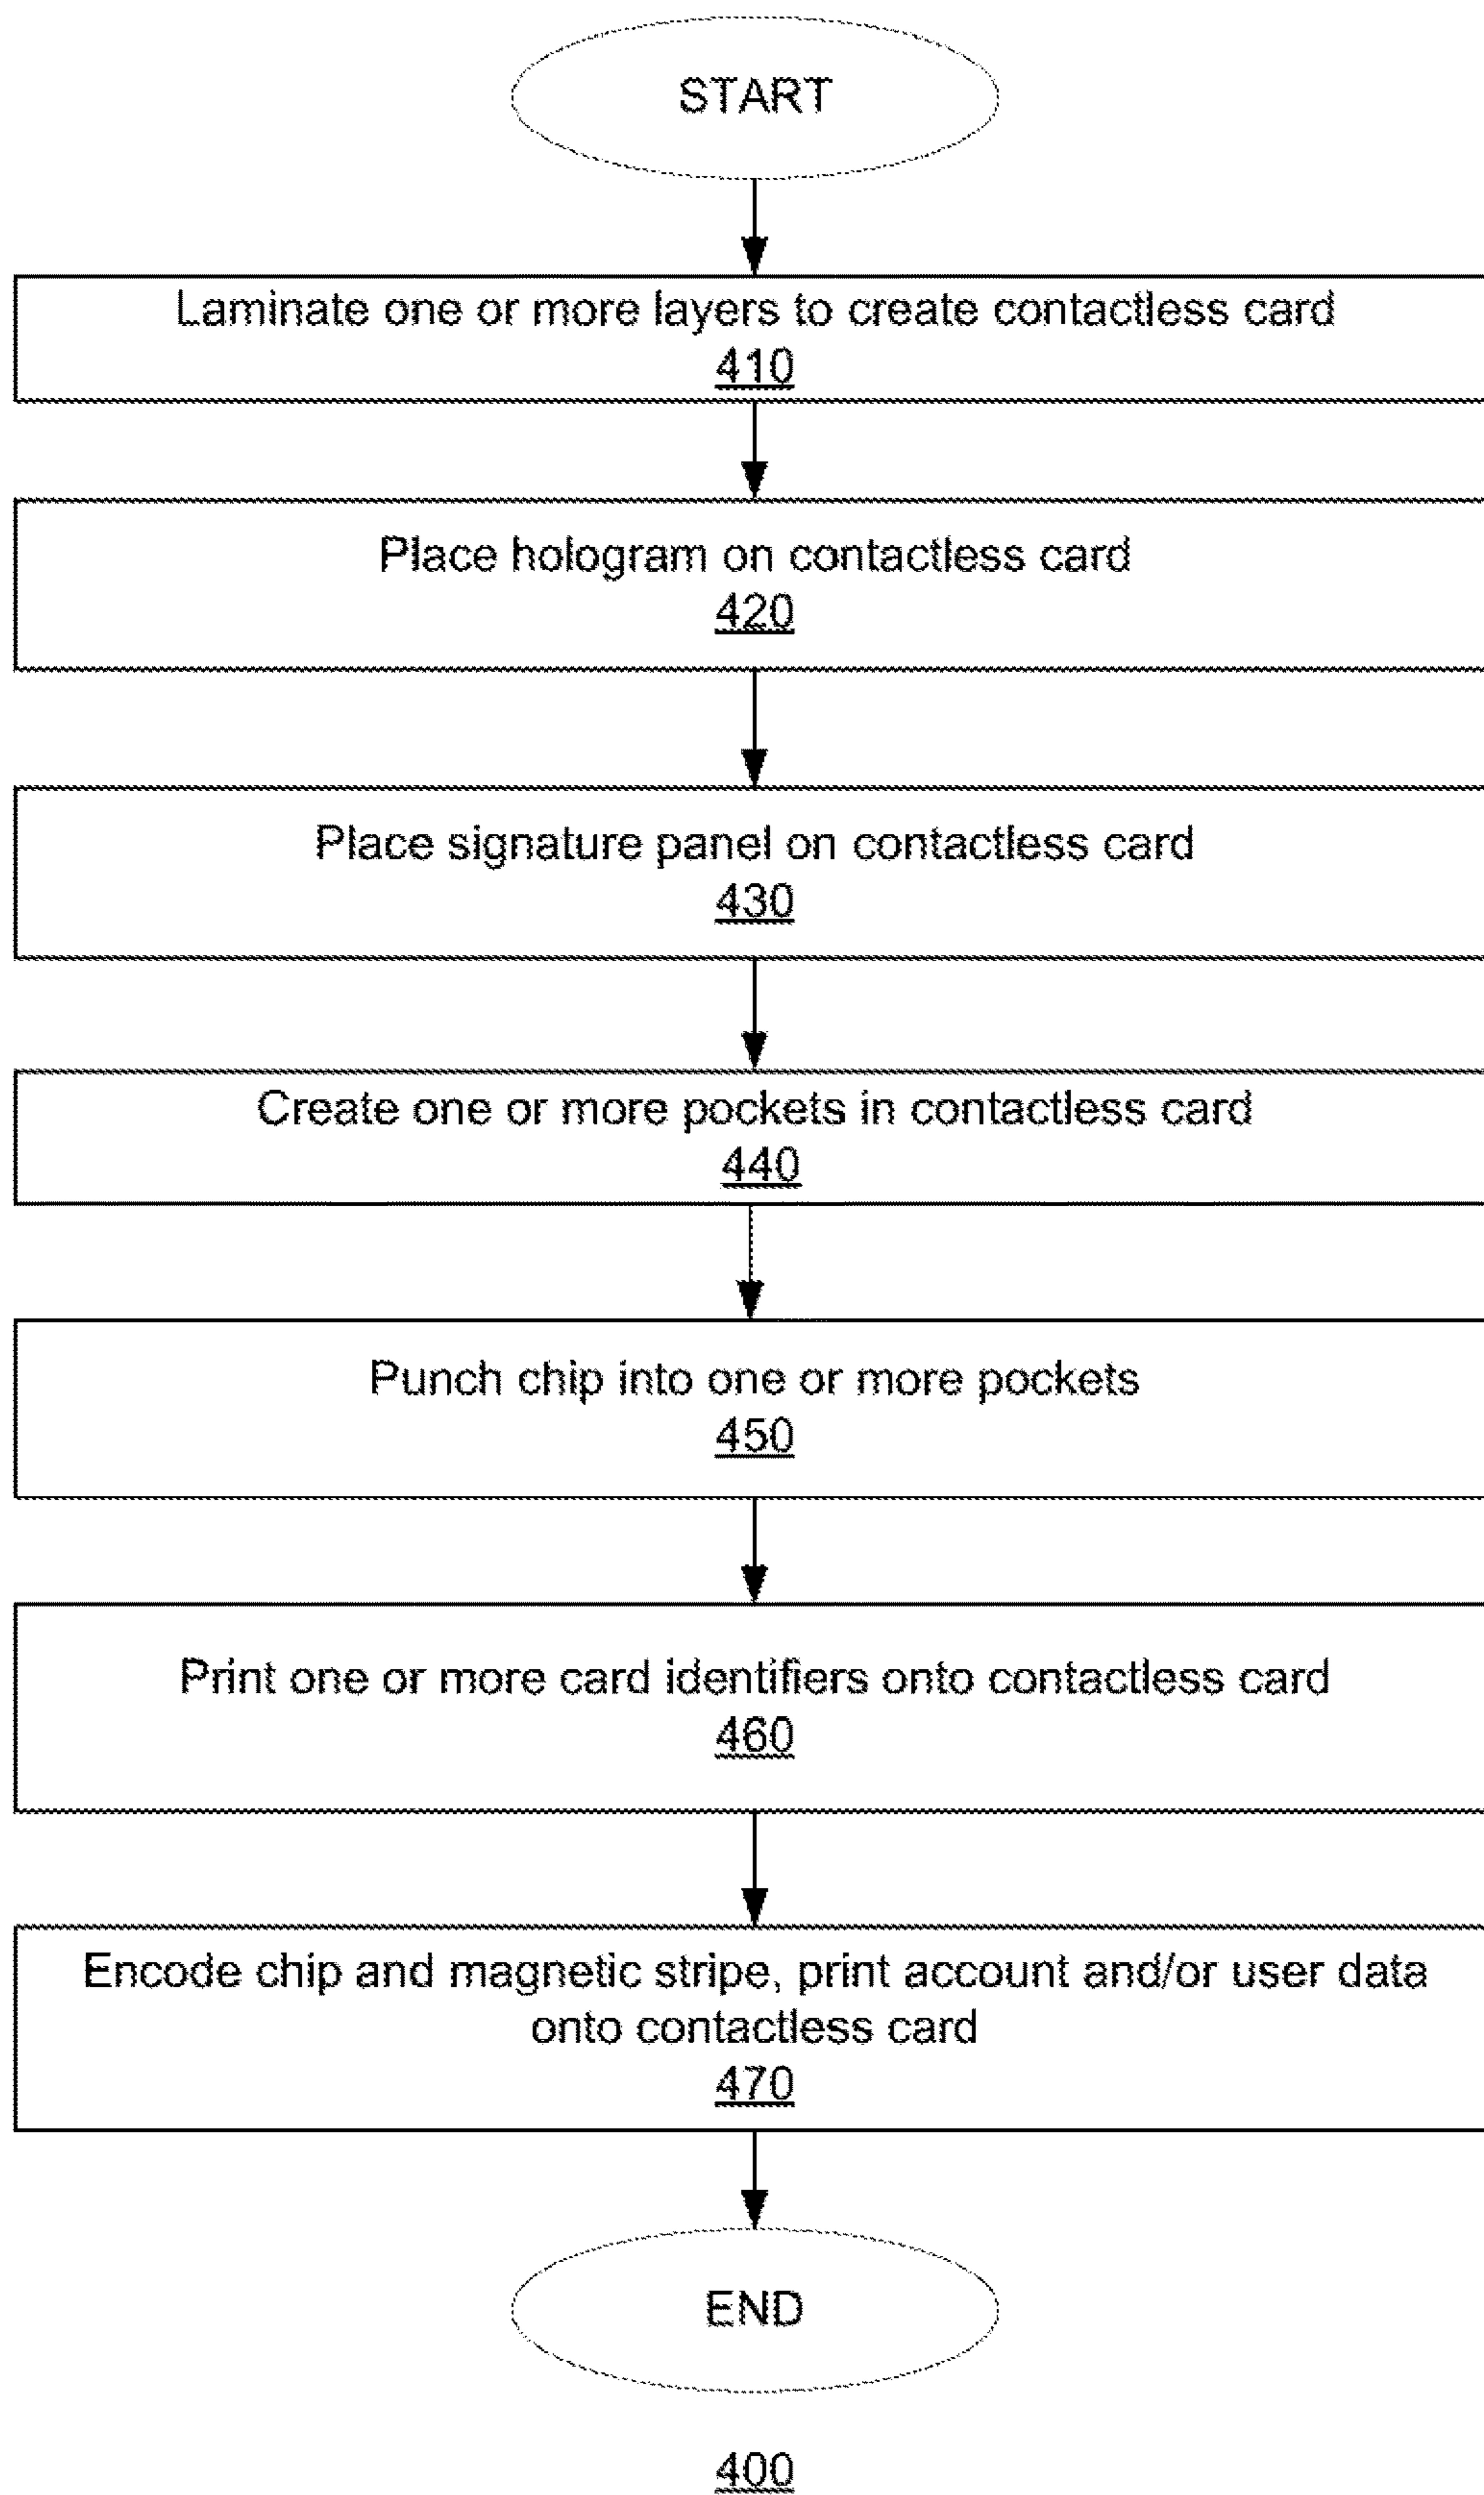 START
Laminate one or more layers to create contactless card
410
Place hologram on contactless card
420
Place signature panel on contactless card
430
Create one or more pockets in contactless card
440
Punch chip into one or more pockets
450
Print one or more card identifiers onto contactless card
460
Encode chip and magnetic stripe, print account and/or user data
onto contactless card
470
END
400